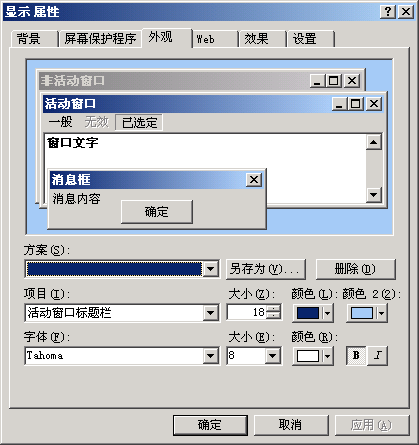 显示 属性
背景 屏幕保护程序 外观 Web 效果 设置
非活动窗口
活动窗口
一般 无效 已选定
窗口文字
消息框
消息内容
确定
方案(S):
另存为(V)... 删除(D)
项目(I): 大小(Z): 颜色(L): 颜色 2(2):
活动窗口标题栏 18
字体(F): 大小(E): 颜色(R):
Tahoma 8 B I
确定 取消 应用(A)